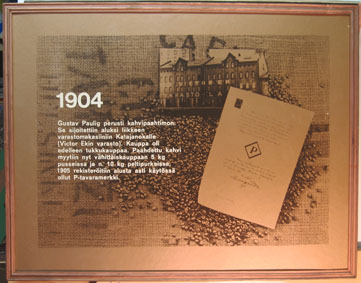 1904
Gustav Paulig perusti kahvipaahtimon.
Se sijoitettiin aluksi liikkeen
varastomakasiiniin Katajanokalle
(Victor Ekin varasto). Kauppa oli
edelleen tukkukauppaa. Paahdettu kahvi
myytiin nyt vähittäiskauppaan 5 kg
pusseissa ja n. 10 kg peltipurkeissa.
1905 rekisteröitiin alusta asti käytössä
ollut P-tavaramerkki.